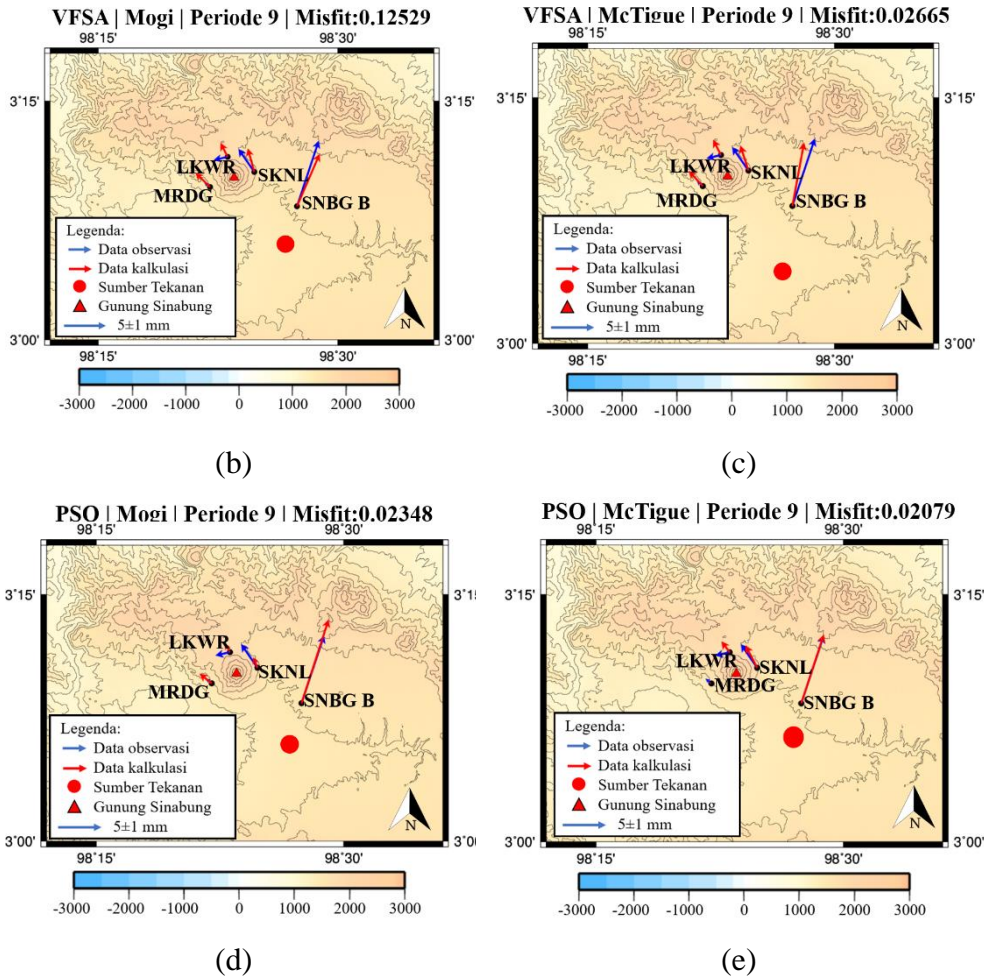 VFSA | Mogi | Periode 9 | Misfit:0.12529
98°15' 98°30'
3°15'
LKWR
SKNL
MRDG
SNBG B
Legenda:
Data observasi
Data kalkulasi
Sumber Tekanan
Gunung Sinabung
5±1 mm
N
3°00'
98°15' 98°30'
-3000 -2000 -1000 0 1000 2000 3000
(b)
VFSA | McTigue | Periode 9 | Misfit:0.02665
98°15' 98°30'
3°15'
LKWR
SKNL
MRDG
SNBG B
Legenda:
Data observasi
Data kalkulasi
Sumber Tekanan
Gunung Sinabung
5±1 mm
N
3°00' 3°00'
98°15' 98°30'
-3000 -2000 -1000 0 1000 2000 3000
(c)
PSO | Mogi | Periode 9 | Misfit:0.02348
98°15' 98°30'
3°15' 3°15'
LKWR
SKNL
MRDG
SNBG B
Legenda:
Data observasi
Data kalkulasi
Sumber Tekanan
Gunung Sinabung
5±1 mm
N
3°00' 3°0
98°15' 98°30'
-3000 -2000 -1000 0 1000 2000 3000
(d)
PSO | McTigue | Periode 9 | Misfit:0.02079
98°15' 98°30'
3°15'
LKWR
SKNL
MRDG
SNBG B
Legenda:
Data observasi
Data kalkulasi
Sumber Tekanan
Gunung Sinabung
5±1 mm
N
3°00'
98°15' 98°30'
-3000 -2000 -1000 0 1000 2000 3000
(e)